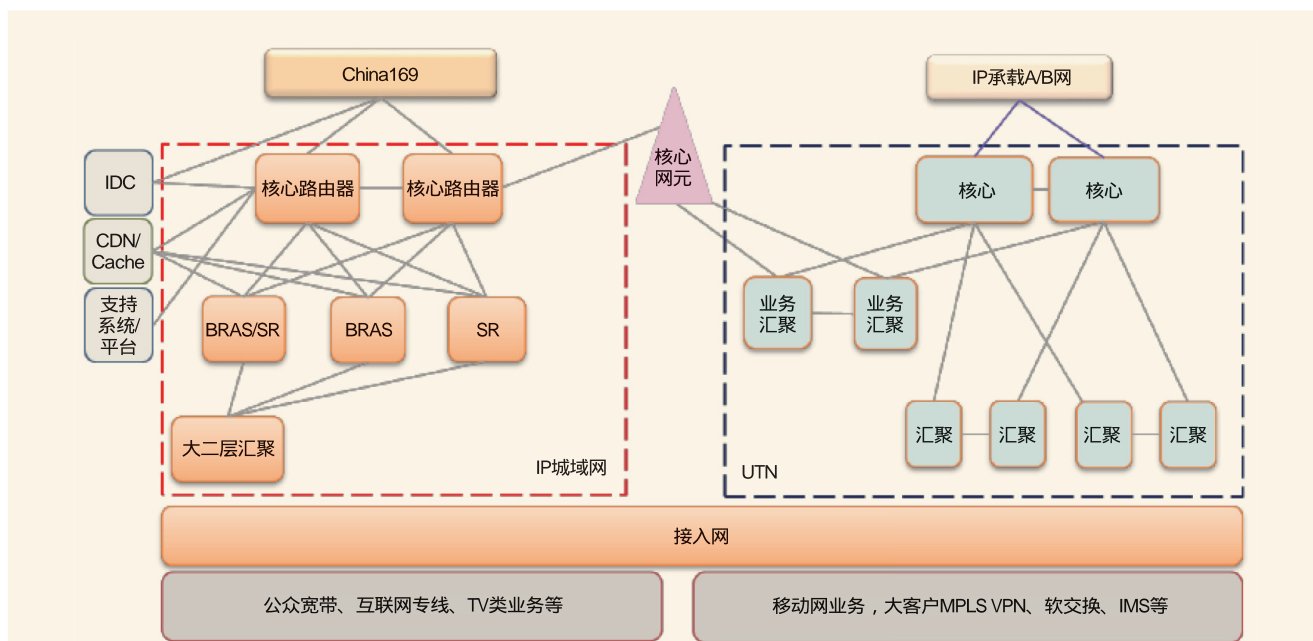 China169
IP承载A/B网
IDC
CDN/
Cache
支持
系统/
平台
核心路由器
核心路由器
BRAS/SR
BRAS
SR
大二层汇聚
IP城域网
核心
网元
核心
核心
业务
汇聚
业务
汇聚
汇聚
汇聚
汇聚
汇聚
UTN
接入网
公众宽带、互联网专线、TV类业务等
移动网业务，大客户MPLS VPN、软交换、IMS等